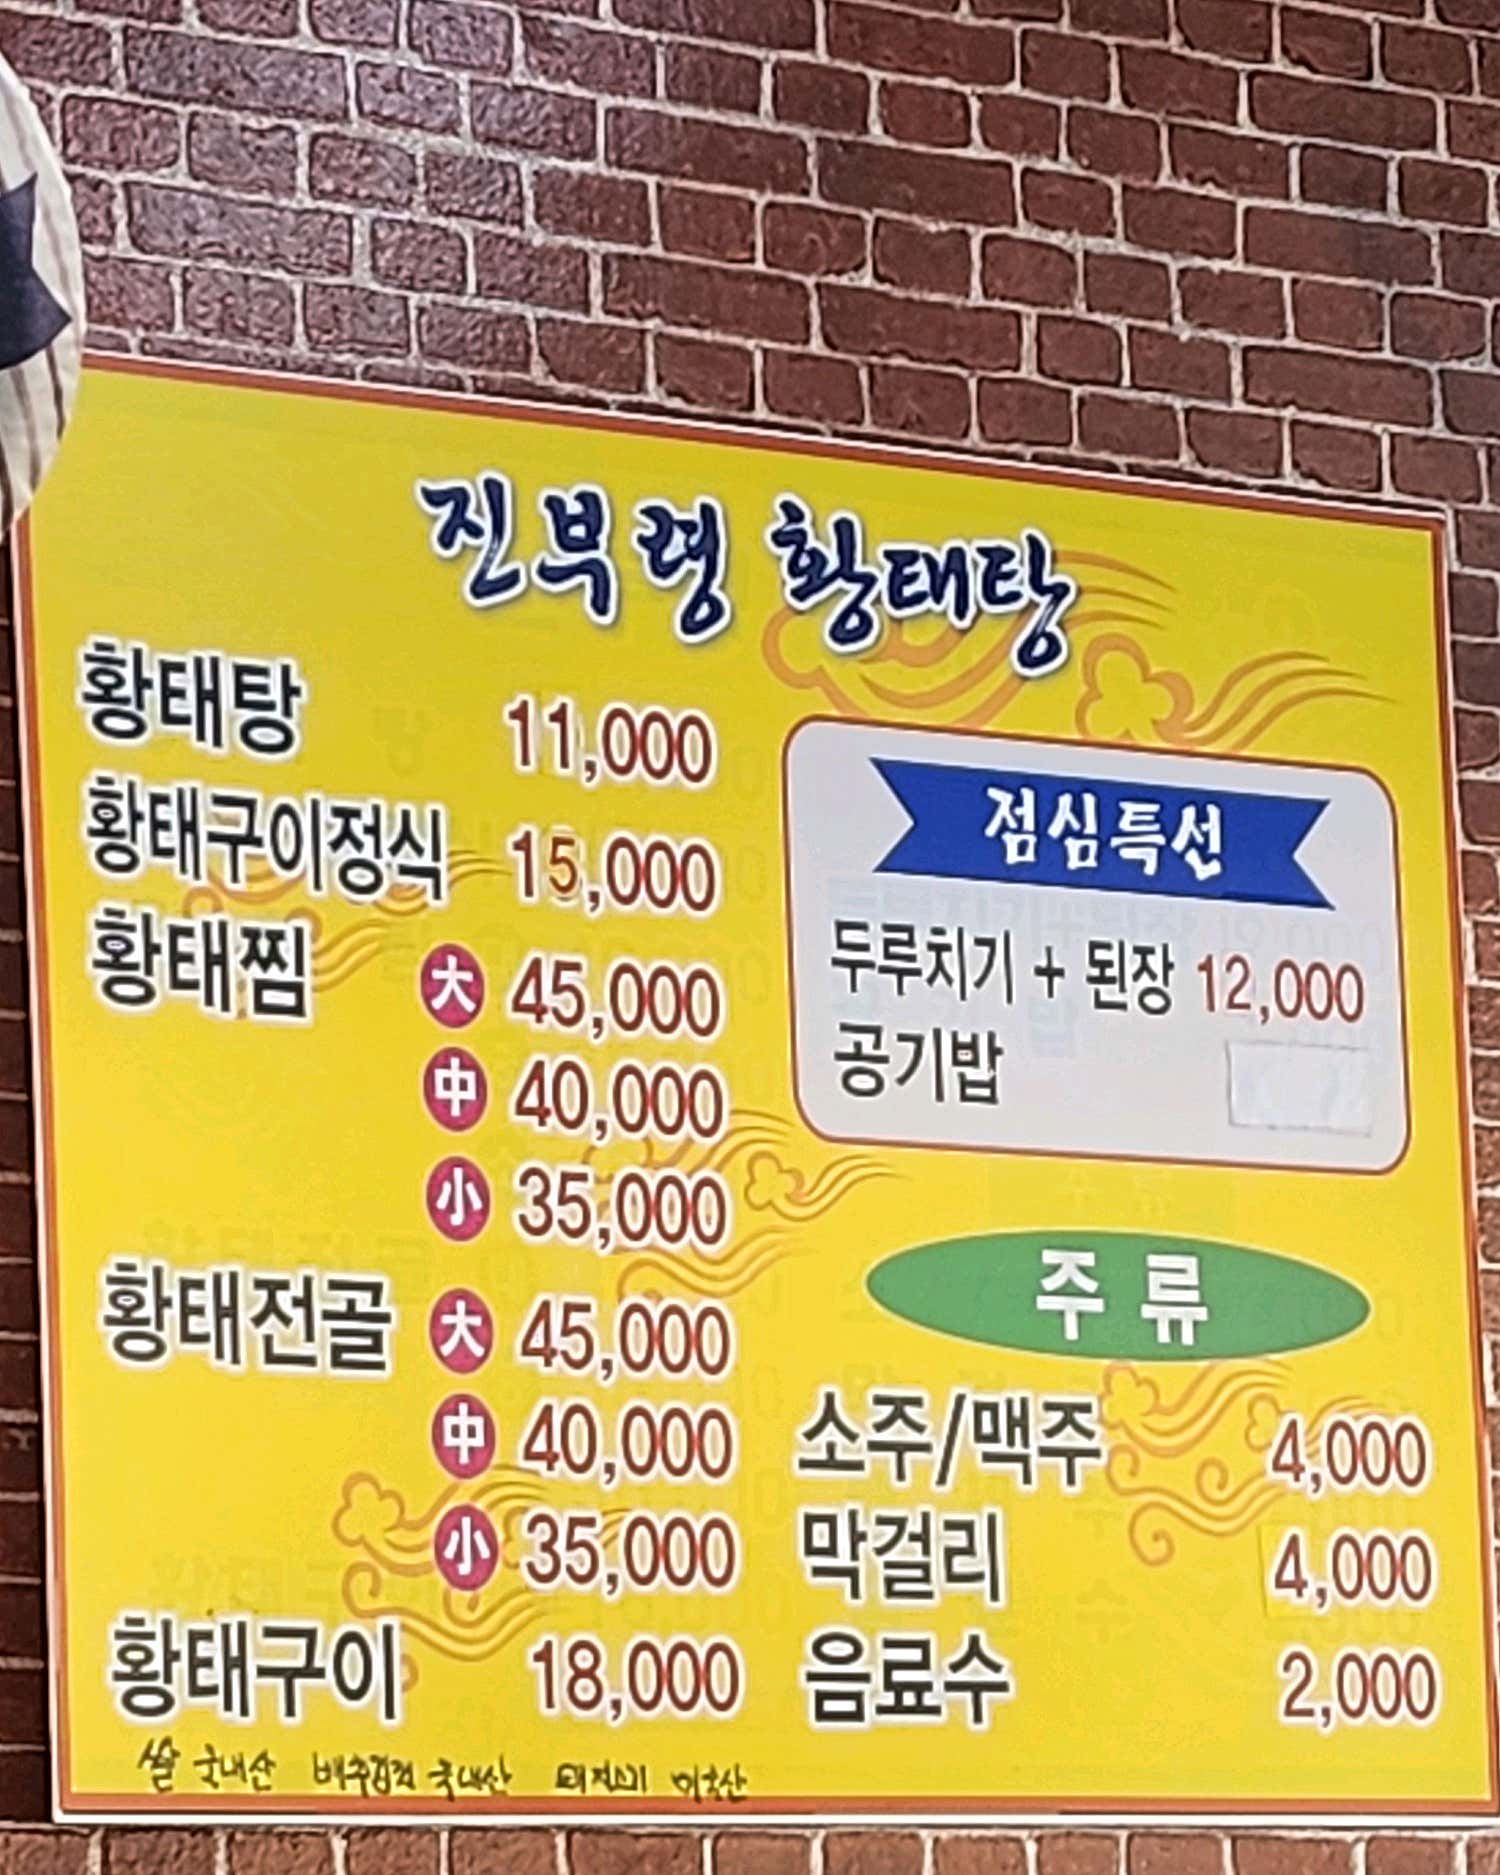 진부령 황태탕
황태탕 11,000
황태구이정식 15,000
황태찜 大 45,000
中 40,000
小 35,000
황태전골 大 45,000
中 40,000
小 35,000
황태구이 18,000
점심특선
두루치기 + 된장 12,000
공기밥
주류
소주/맥주 4,000
막걸리 4,000
음료수 2,000
쌀 국내산 배추김치 국내산 돼지고기 미국산